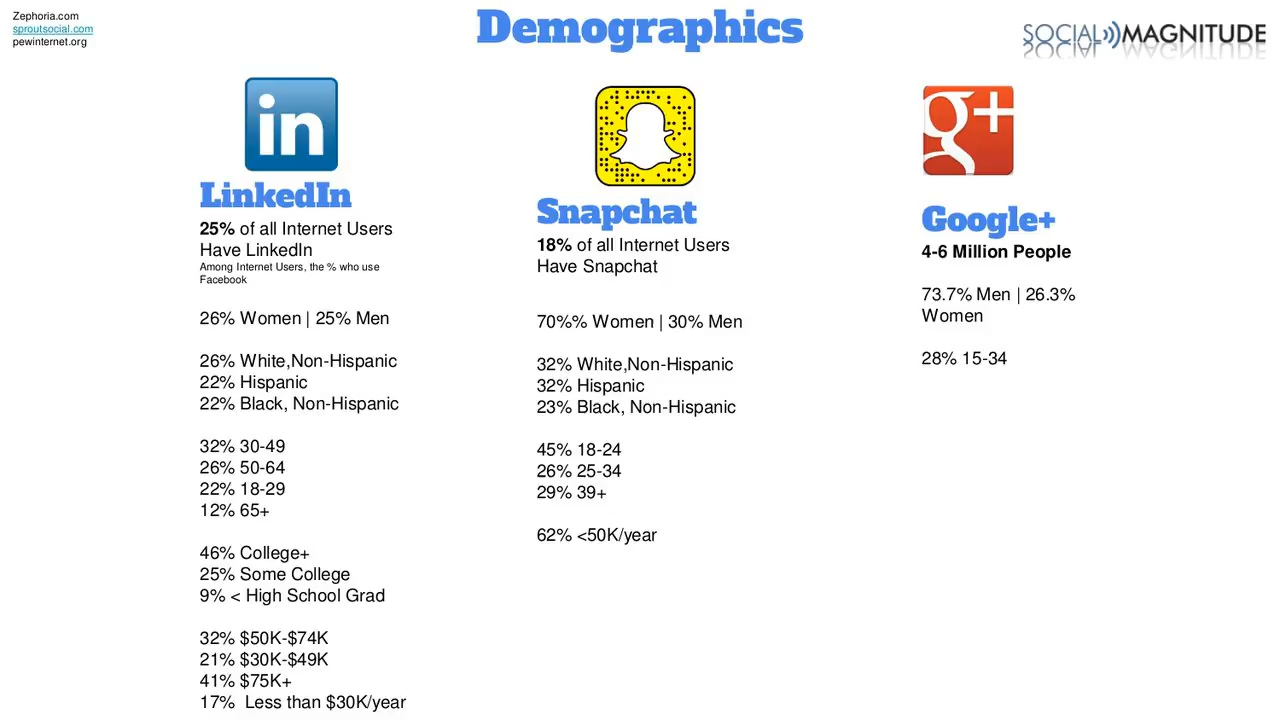 Zephoria.com
sproutsocial.com
pewinternet.org
Demographics
SOCIAL MAGNITUDE
in
LinkedIn
25% of all Internet Users
Have LinkedIn
Among Internet Users, the % who use
Facebook
26% Women | 25% Men
26% White,Non-Hispanic
22% Hispanic
22% Black, Non-Hispanic
32% 30-49
26% 50-64
22% 18-29
12% 65+
46% College+
25% Some College
9% < High School Grad
32% $50K-$74K
21% $30K-$49K
41% $75K+
17%  Less than $30K/year
Snapchat
18% of all Internet Users
Have Snapchat
70%% Women | 30% Men
32% White,Non-Hispanic
32% Hispanic
23% Black, Non-Hispanic
45% 18-24
26% 25-34
29% 39+
62% <50K/year
g+
Google+
4-6 Million People
73.7% Men | 26.3%
Women
28% 15-34